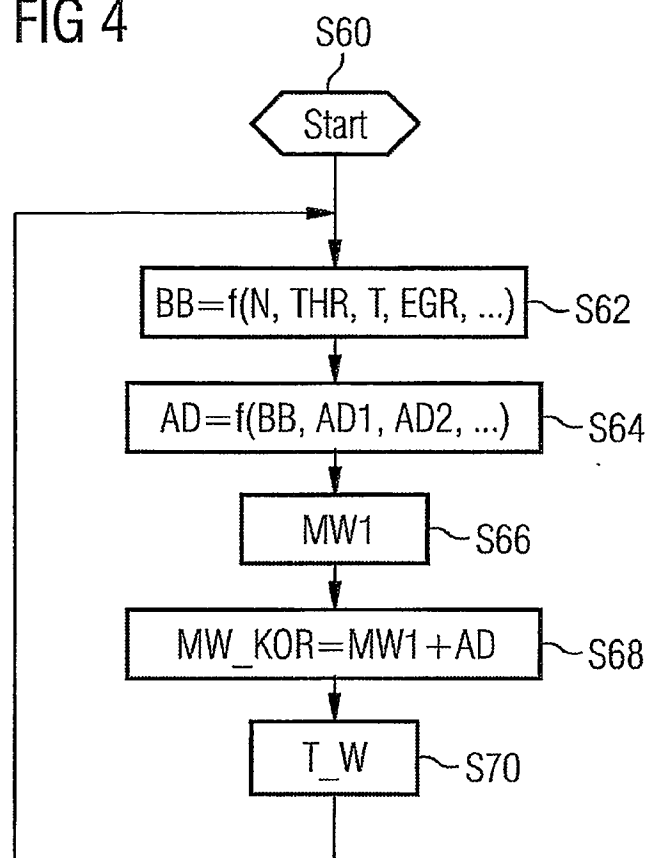 FIG 4
S60
Start
BB=f(N, THR, T, EGR, ...)
S62
AD=f(BB, AD1, AD2, ...)
S64
MW1
S66
MW_KOR=MW1+AD
S68
T_W
S70